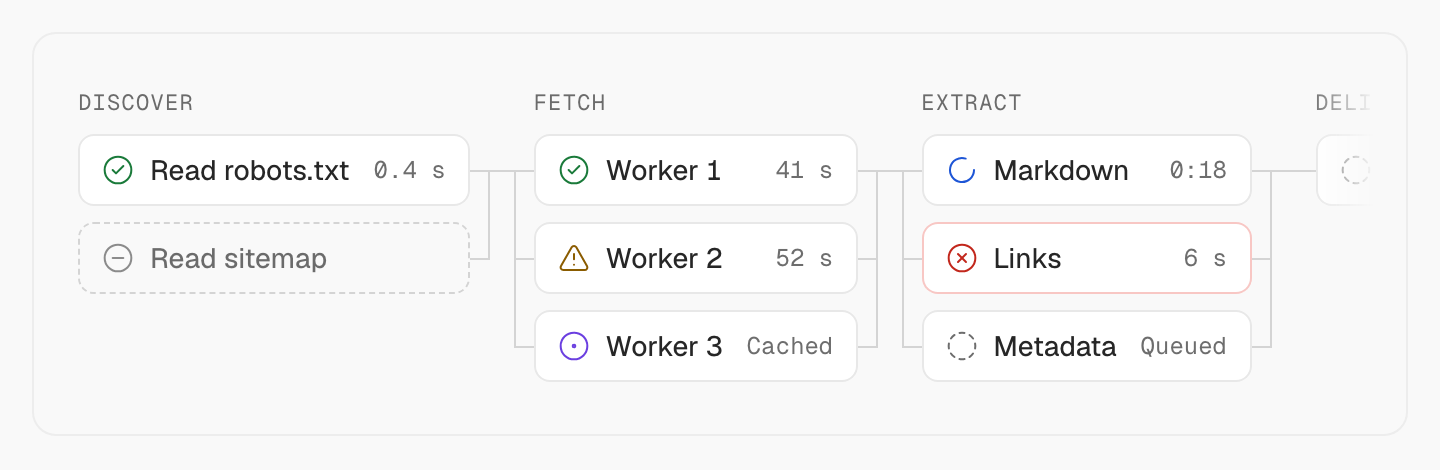 DISCOVER
Read robots.txt 0.4 s
Read sitemap
FETCH
Worker 1 41 s
Worker 2 52 s
Worker 3 Cached
EXTRACT
Markdown 0:18
Links 6 s
Metadata Queued
DELI